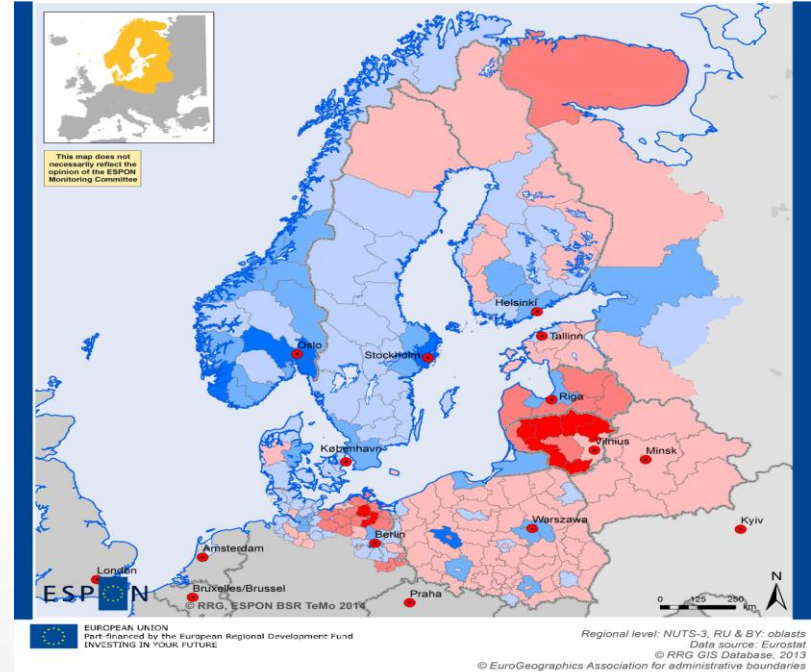 This map does not
necessarily reflect the
opinion of the ESPON
Monitoring Committee
Helsinki
Tallinn
Oslo
Stockholm
Riga
København
Vilnius
Minsk
Warszawa
Berlin
Kyiv
Amsterdam
London
Bruxelles/Brussel
Praha
ESPON
© RRG, ESPON BSR TeMo 2014
N
0 125 250
km
EUROPEAN UNION
Part-financed by the European Regional Development Fund
INVESTING IN YOUR FUTURE
Regional level: NUTS-3, RU & BY: oblasts
Data source: Eurostat
© RRG GIS Database, 2013
© EuroGeographics Association for administrative boundaries